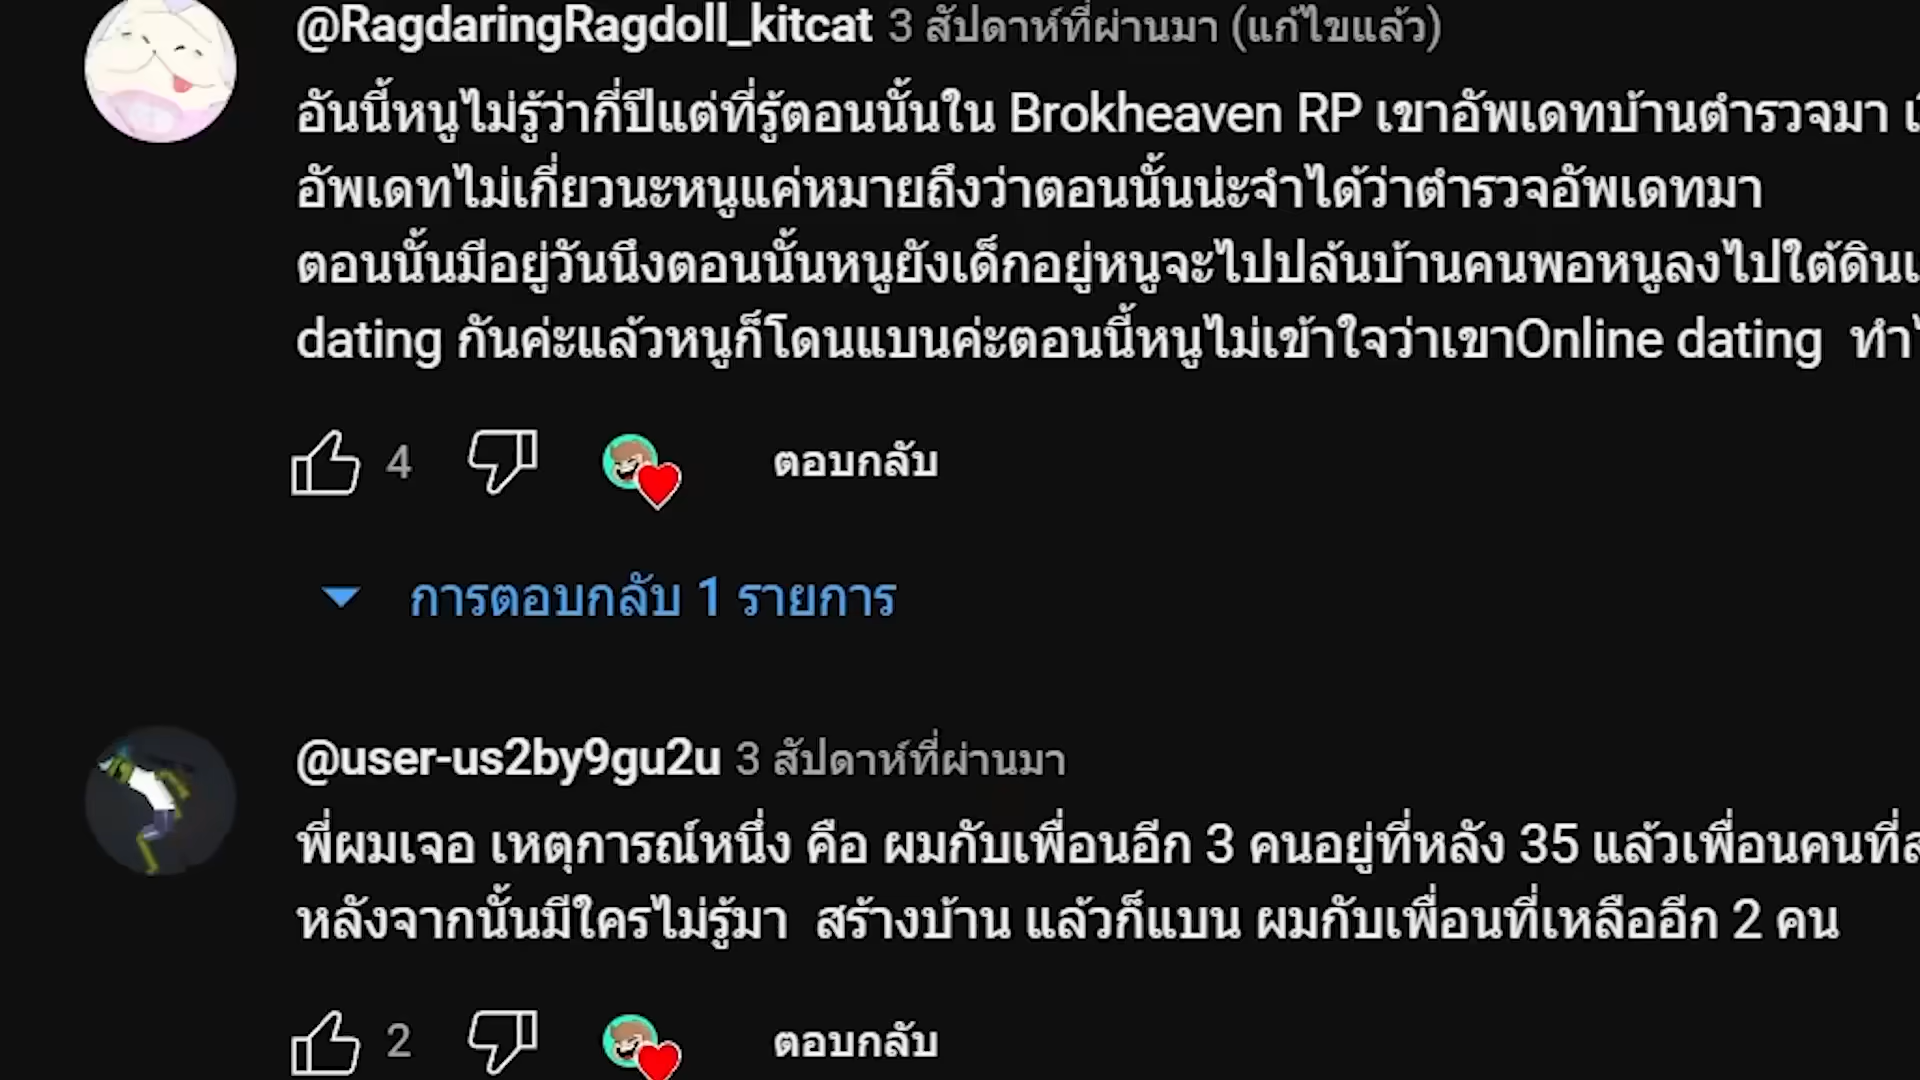 @RagdaringRagdoll_kitcat 3 สัปดาห์ที่ผ่านมา (แก้ไขแล้ว)
อันนี้หนูไม่รู้ว่ากี่ปีแต่ที่รู้ตอนนั้นใน Brokheaven RP เขาอัพเดทบ้านตำรวจมา
อัพเดทไม่เกี่ยวนะหนูแค่หมายถึงว่าตอนนั้นน่ะจำได้ว่าตำรวจอัพเดทมา
ตอนนั้นมีอยู่วันนึงตอนนั้นหนูยังเด็กอยู่หนูจะไปปล้นบ้านคนพอหนูลงไปใต้ดิน
dating กันค่ะแล้วหนูก็โดนแบนค่ะตอนนี้หนูไม่เข้าใจว่าเขาOnline dating
4 ตอบกลับ
การตอบกลับ 1 รายการ
@user-us2by9gu2u 3 สัปดาห์ที่ผ่านมา
พี่ผมเจอ เหตุการณ์หนึ่ง คือ ผมกับเพื่อนอีก 3 คนอยู่ที่หลัง 35 แล้วเพื่อนคนที่
หลังจากนั้นมีใครไม่รู้มา สร้างบ้าน แล้วก็แบน ผมกับเพื่อนที่เหลืออีก 2 คน
2 ตอบกลับ